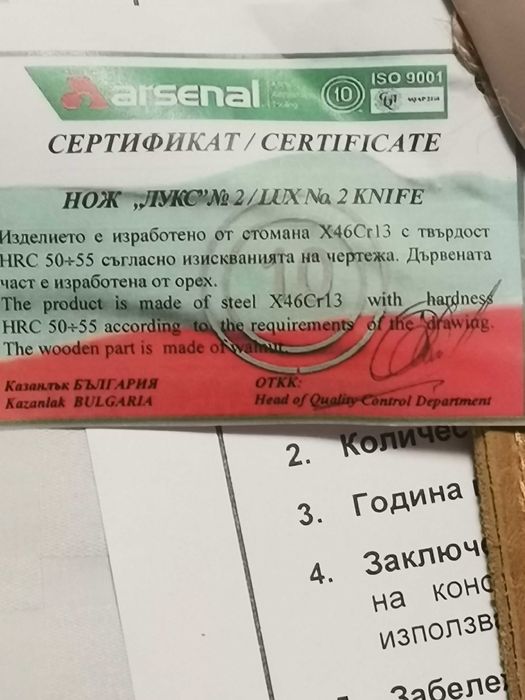 arsenal
10
ISO 9001
СЕРТИФИКАТ / CERTIFICATE
НОЖ „ЛУКС" № 2 / LUX No. 2 KNIFE
Изделието е изработено от стомана X46Cr13 с твърдост
HRC 50÷55 съгласно изискванията на чертежа. Дървената
част е изработена от орех.
The product is made of steel X46Cr13 with hardness
HRC 50÷55 according to the requirements of the drawing.
The wooden part is made of walnut.
10
Казанлък БЪЛГАРИЯ
Kazanlak BULGARIA
ОТКК:
Head of Quality Control Department
2. Количес
3. Година
4. Заключ
на конс
използв
Забеле